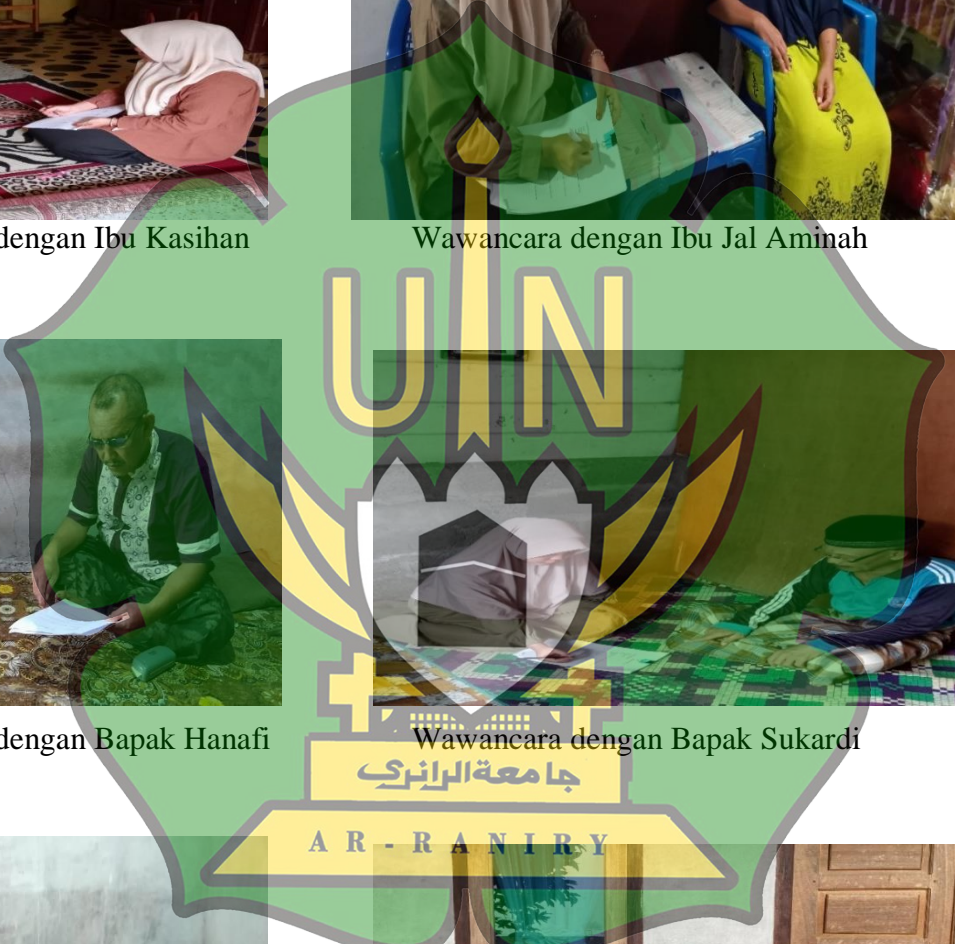 dengan Ibu Kasihan
Wawancara dengan Ibu Jal Aminah
UIN
dengan Bapak Hanafi
Wawancara dengan Bapak Sukardi
جامعة الرانري
AR-RANIRY